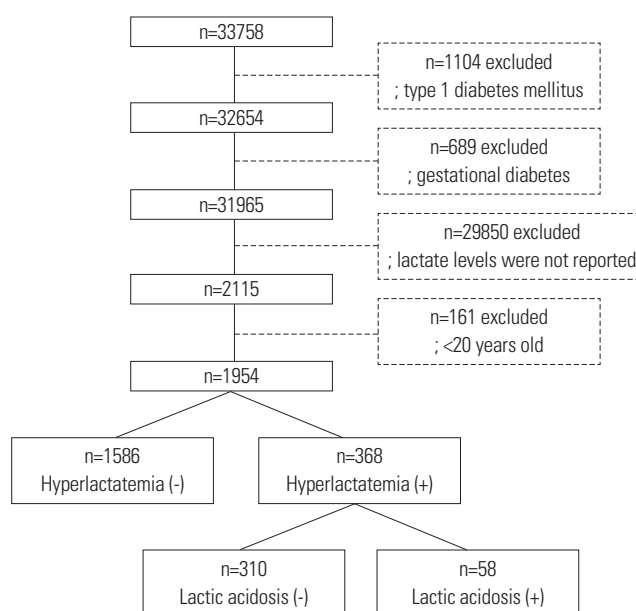 n=33758
n=1104 excluded
; type 1 diabetes mellitus
n=32654
n=689 excluded
; gestational diabetes
n=31965
n=29850 excluded
; lactate levels were not reported
n=2115
n=161 excluded
; <20 years old
n=1954
n=1586
Hyperlactatemia (-)
n=368
Hyperlactatemia (+)
n=310
Lactic acidosis (-)
n=58
Lactic acidosis (+)